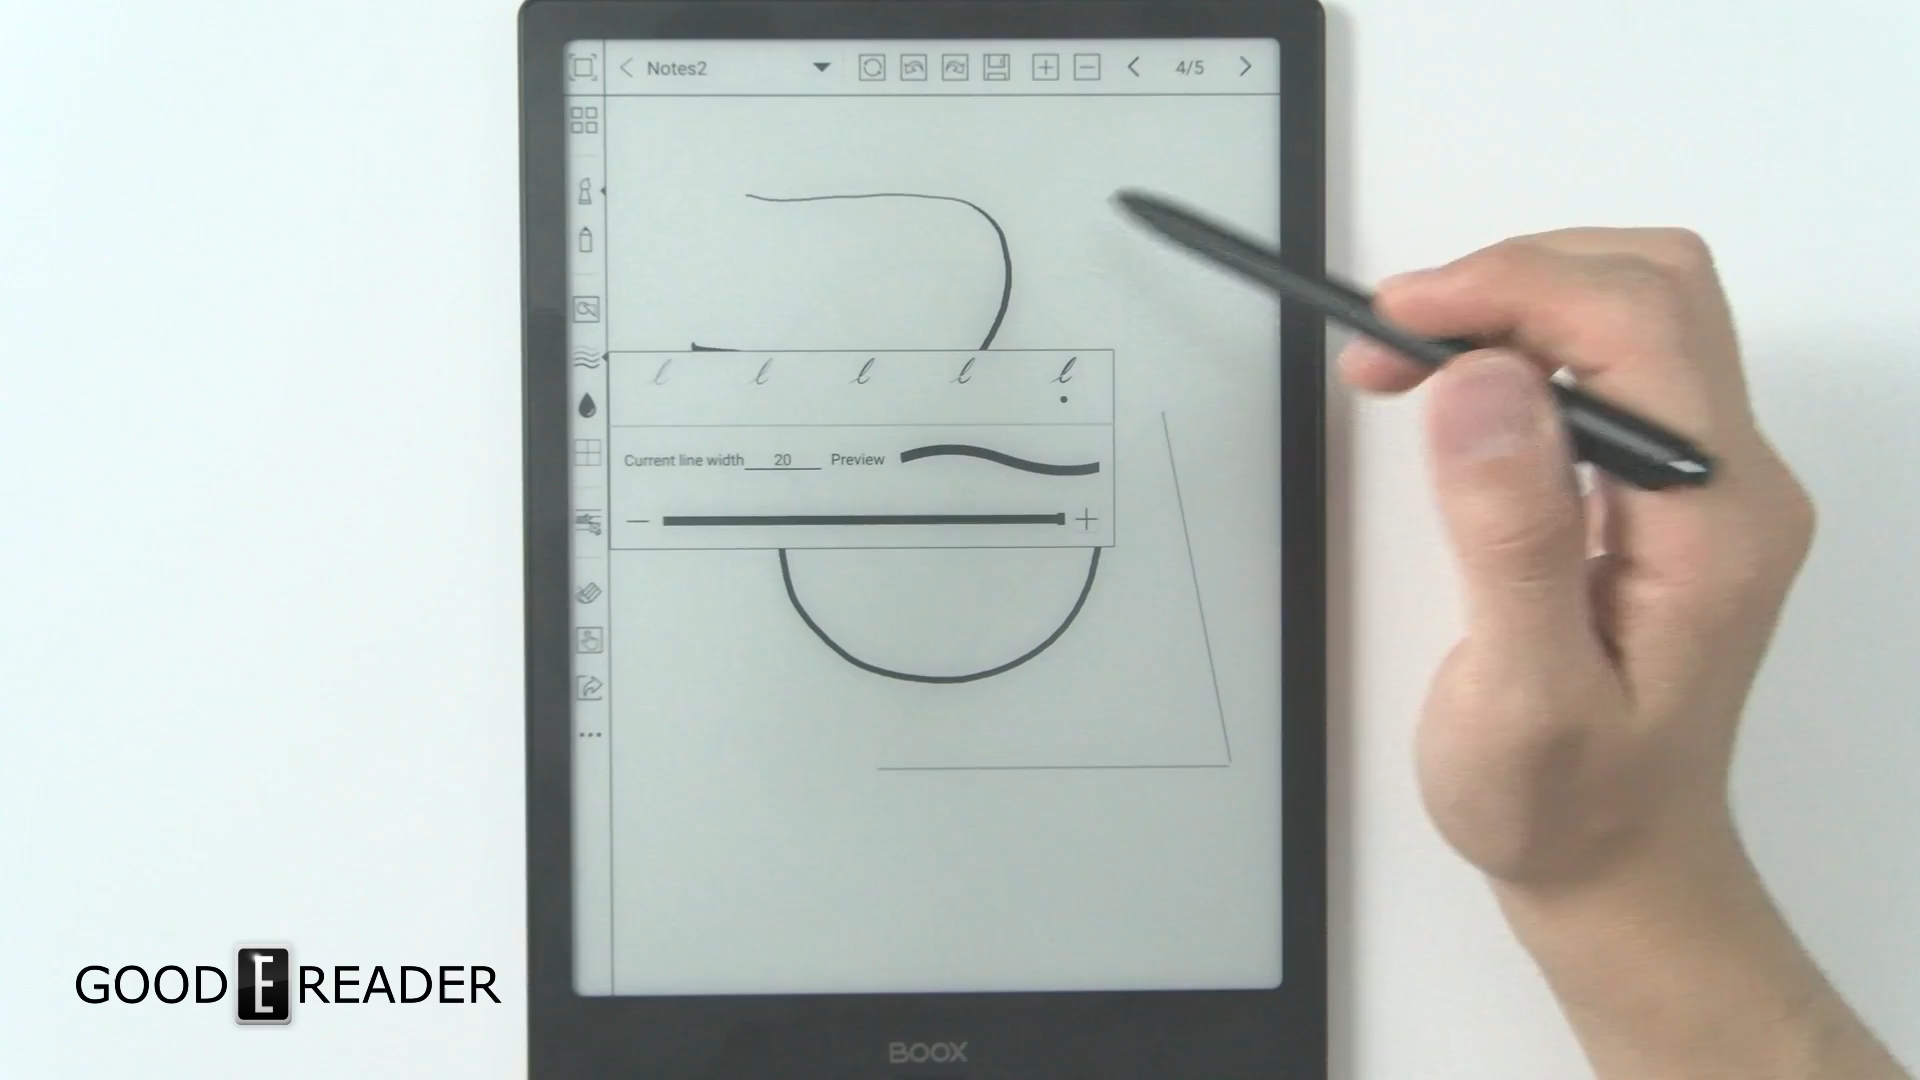 Notes2 4/5
l l l l l
Current line width 20 Preview
GOOD E READER
BOOX